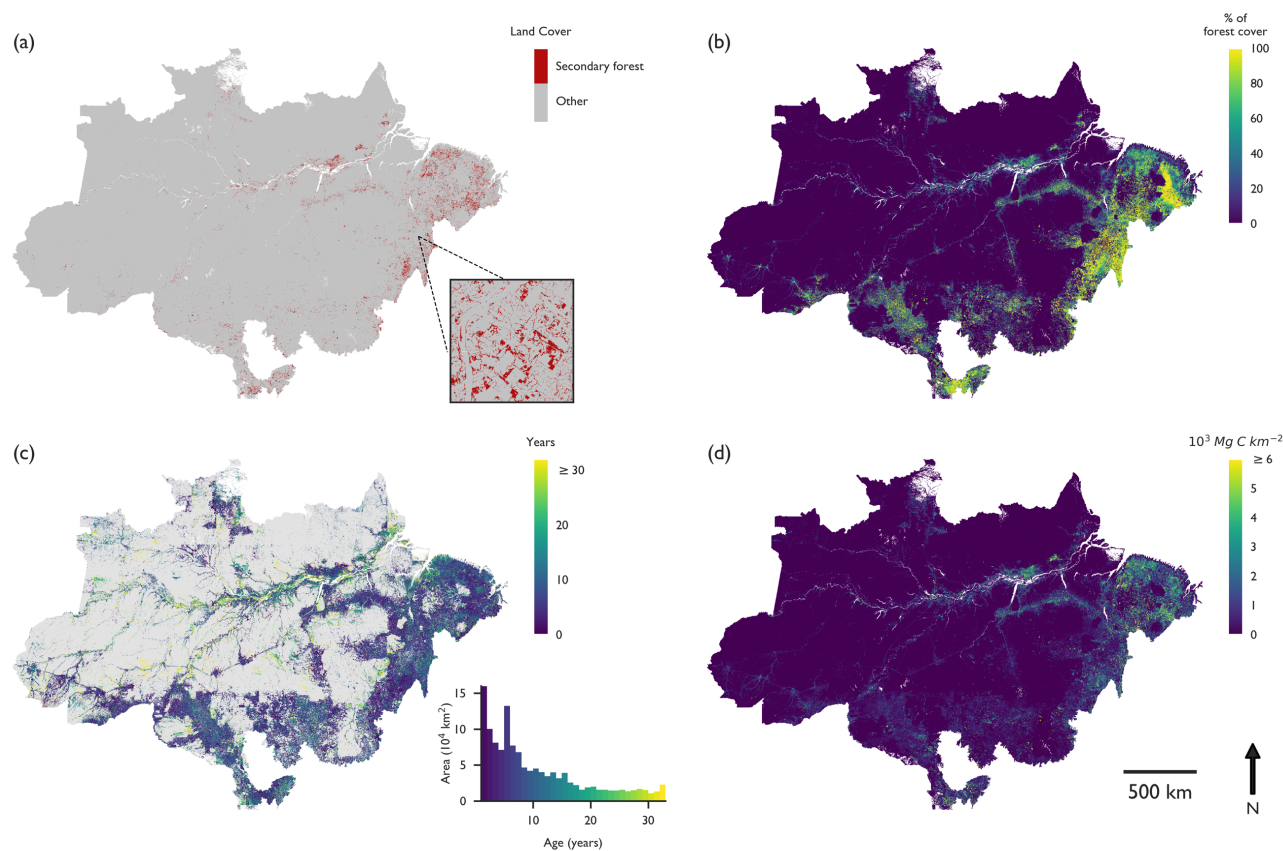 (a)
Land Cover
Secondary forest
Other
(b)
% of
forest cover
100
80
60
40
20
0
(c)
Years
≥ 30
20
10
0
Area (10⁴ km²)
15
10
5
0
10
20
30
Age (years)
(d)
10³ Mg C km⁻²
≥ 6
5
4
3
2
1
0
500 km
N